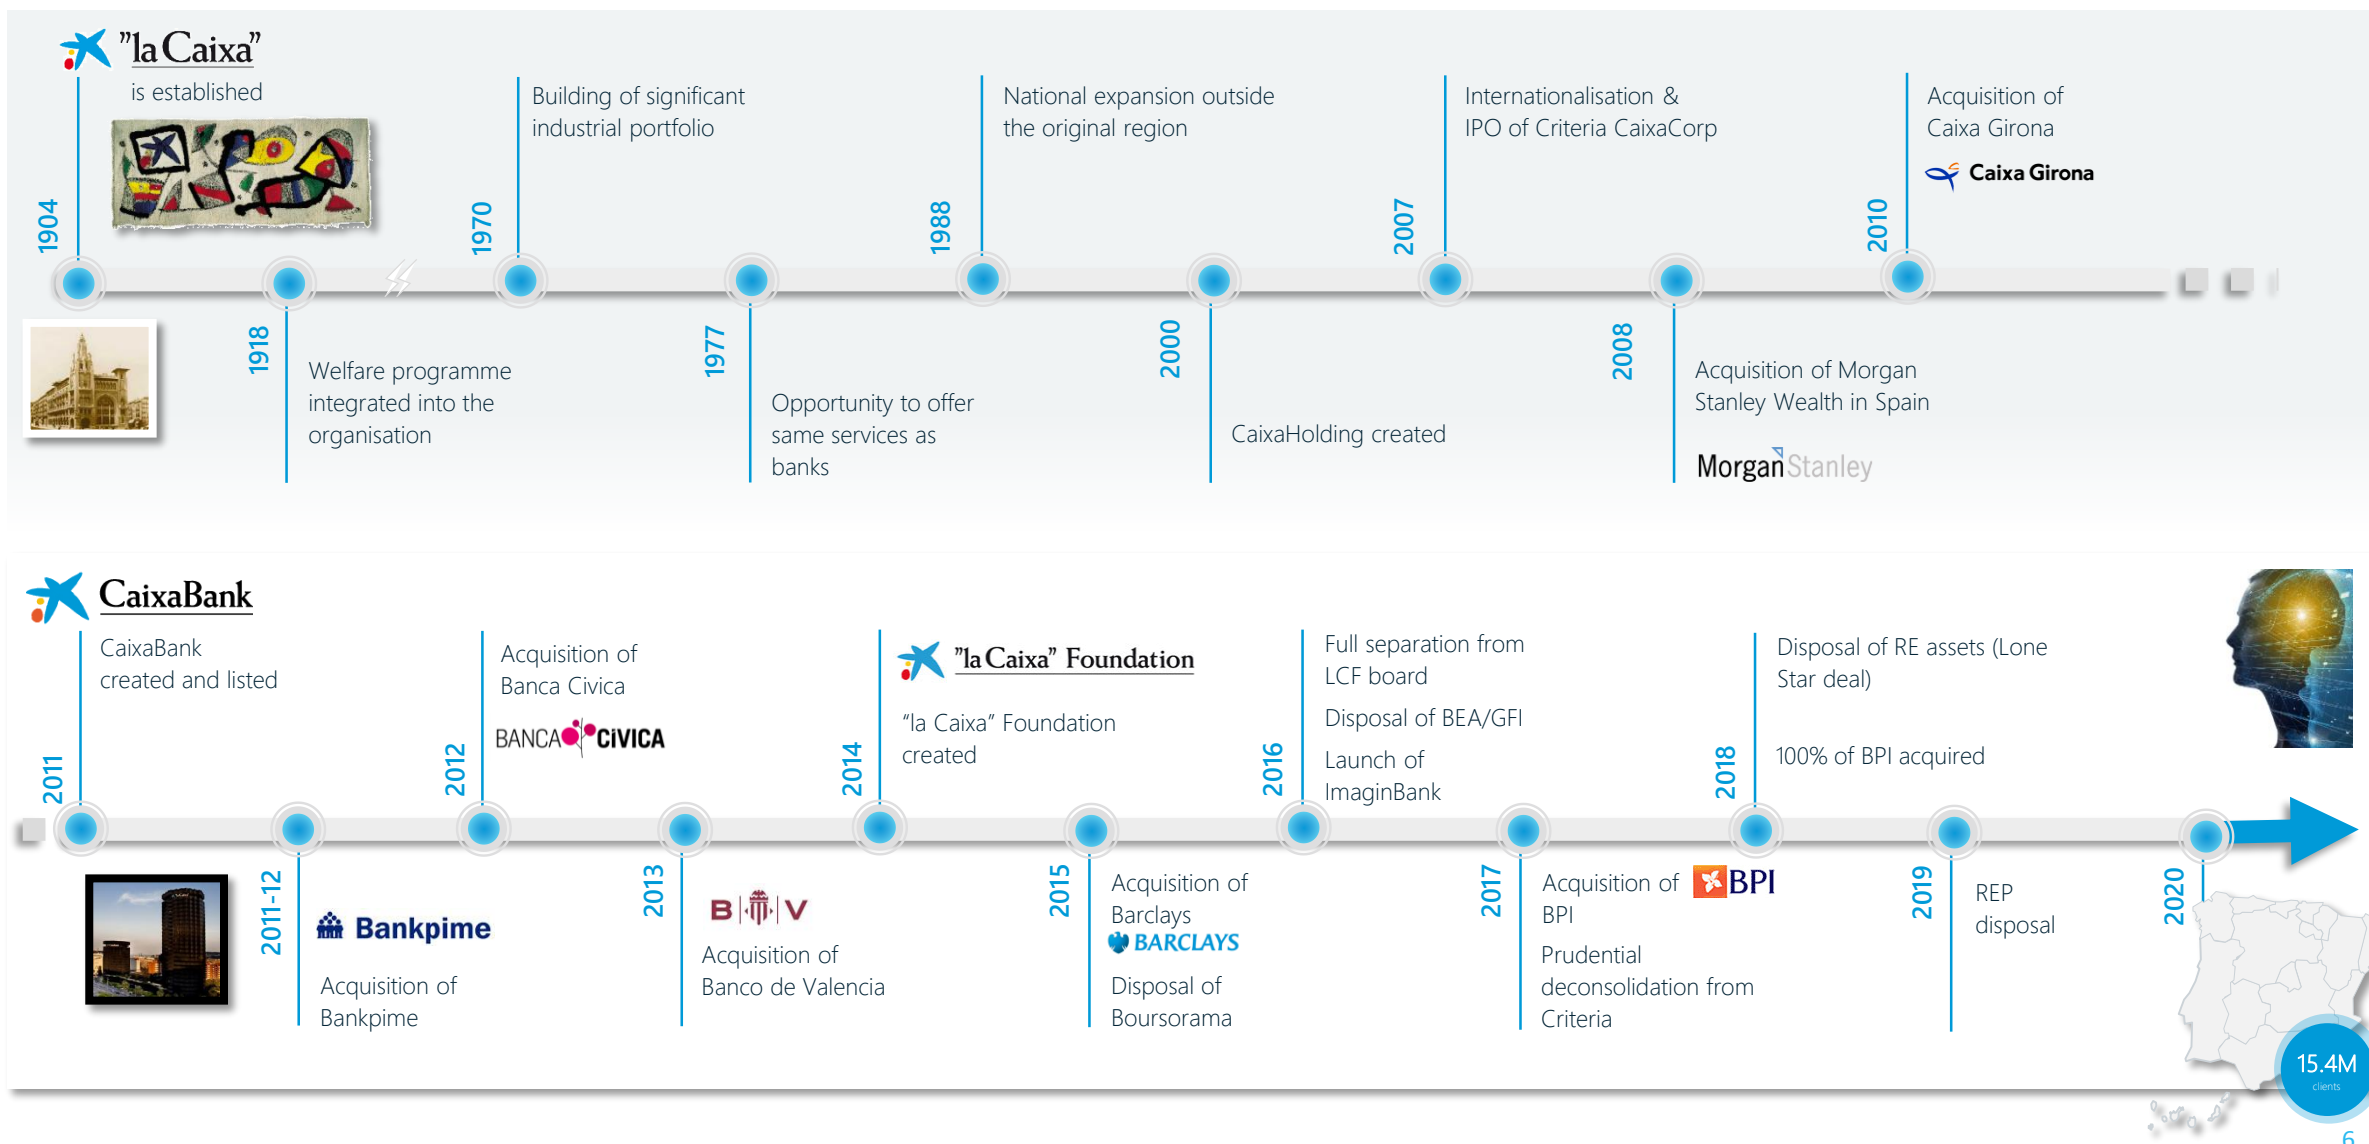 "la Caixa"
is established
1904
1918
Welfare programme
integrated into the
organisation
1970
Building of significant
industrial portfolio
1977
Opportunity to offer
same services as
banks
1988
National expansion outside
the original region
2000
CaixaHolding created
2007
Internationalisation &
IPO of Criteria CaixaCorp
2008
Acquisition of Morgan
Stanley Wealth in Spain
Morgan Stanley
2010
Acquisition of
Caixa Girona
Caixa Girona
CaixaBank
CaixaBank
created and listed
2011
2011-12
Bankpime
Acquisition of
Bankpime
2012
Acquisition of
Banca Civica
BANCA CíVICA
2013
B V
Acquisition of
Banco de Valencia
2014
"la Caixa" Foundation
“la Caixa” Foundation
created
2015
Acquisition of
Barclays
BARCLAYS
Disposal of
Boursorama
2016
Full separation from
LCF board
Disposal of BEA/GFI
Launch of
ImaginBank
2017
Acquisition of
BPI
BPI
Prudential
deconsolidation from
Criteria
2018
Disposal of RE assets (Lone
Star deal)
100% of BPI acquired
2019
REP
disposal
2020
15.4M
clients
6